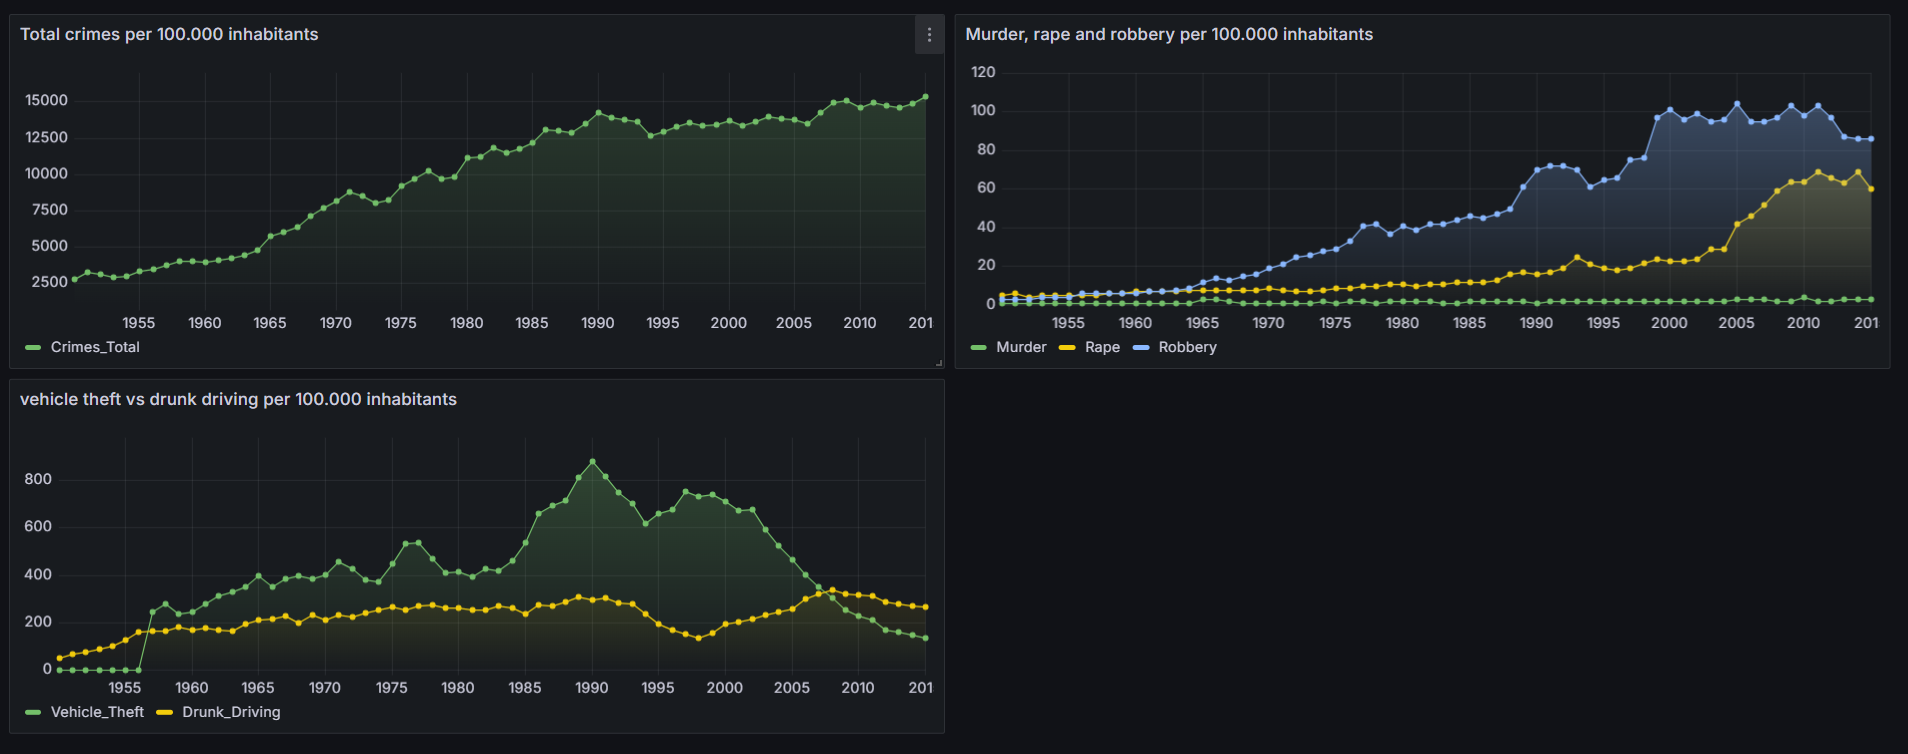 Total crimes per 100.000 inhabitants
15000
12500
10000
7500
5000
2500
1955 1960 1965 1970 1975 1980 1985 1990 1995 2000 2005 2010 201
Crimes_Total
Murder, rape and robbery per 100.000 inhabitants
120
100
80
60
40
20
0
1955 1960 1965 1970 1975 1980 1985 1990 1995 2000 2005 2010 201
Murder Rape Robbery
vehicle theft vs drunk driving per 100.000 inhabitants
800
600
400
200
0
1955 1960 1965 1970 1975 1980 1985 1990 1995 2000 2005 2010 201
Vehicle_Theft Drunk_Driving